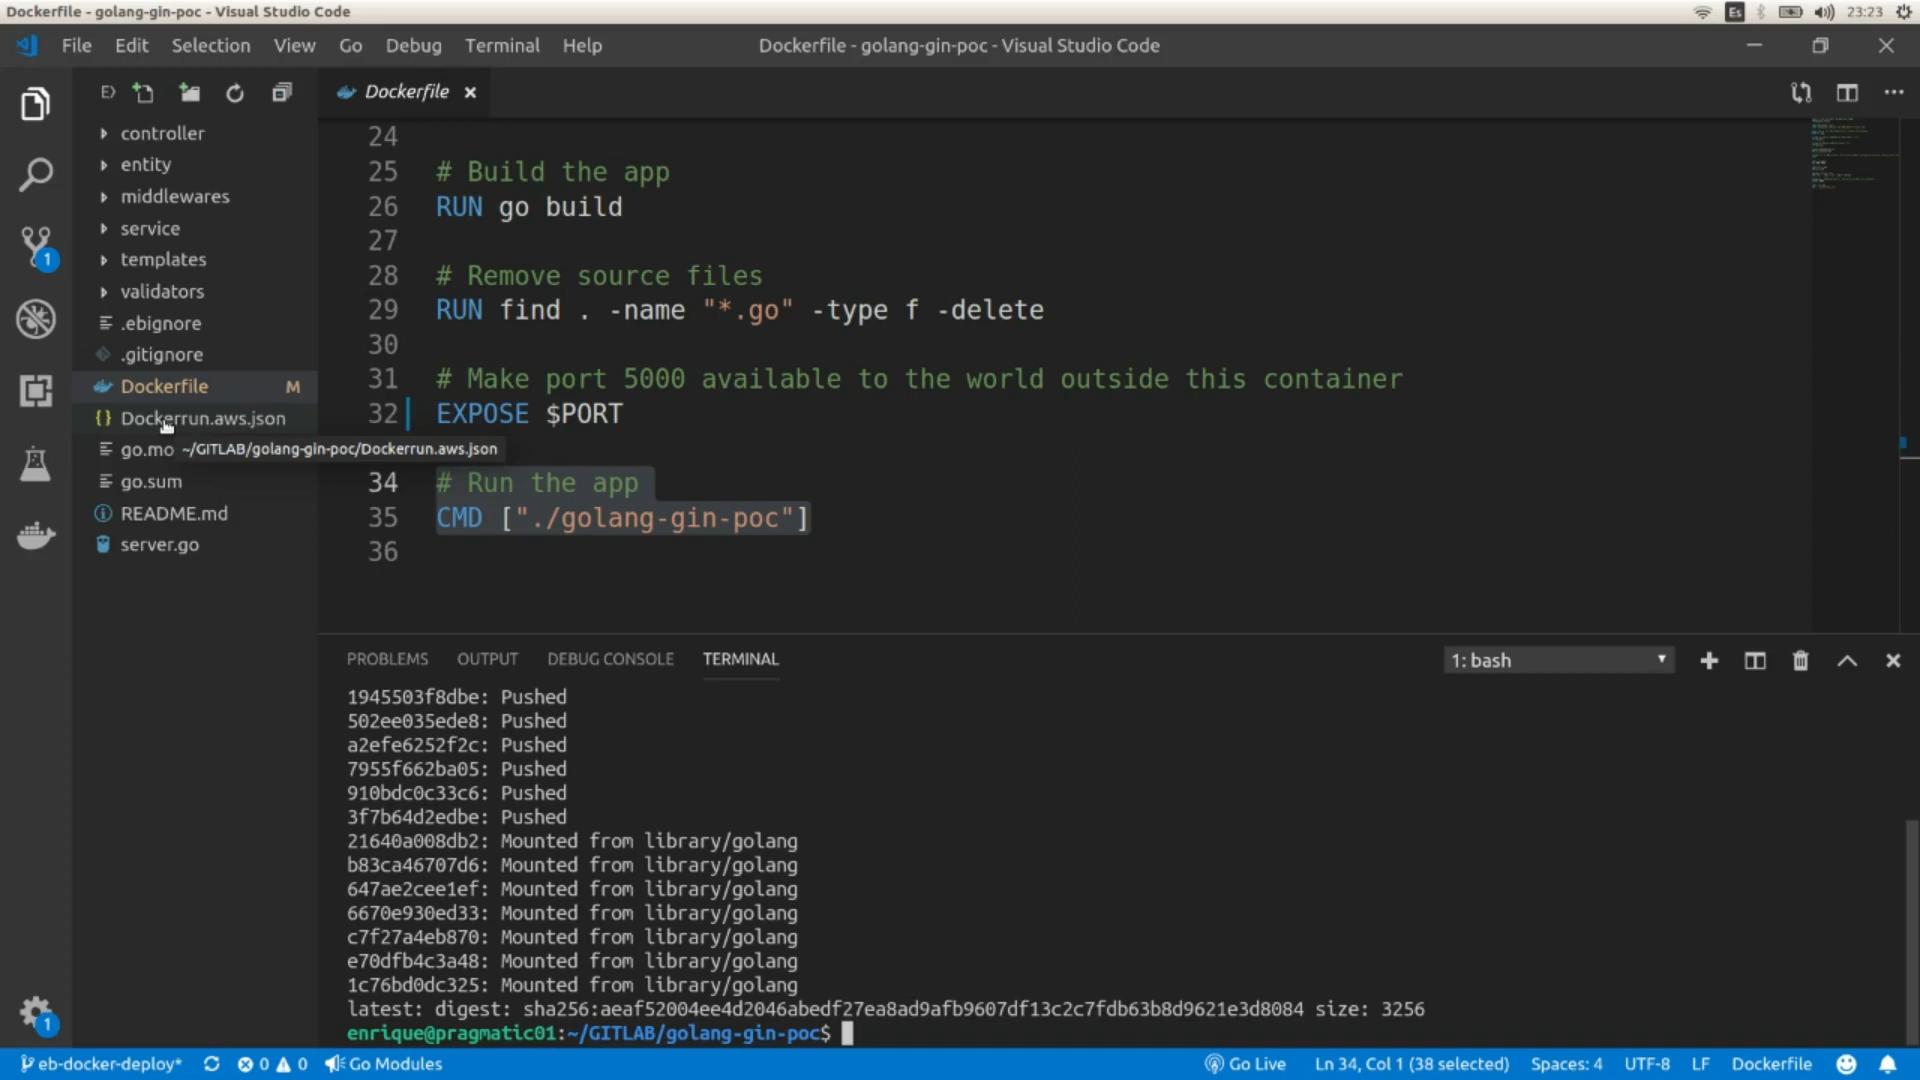 Dockerfile - golang-gin-poc - Visual Studio Code
Es
23:23
File Edit Selection View Go Debug Terminal Help
Dockerfile - golang-gin-poc - Visual Studio Code
Dockerfile
controller
entity
middlewares
service
templates
validators
.ebignore
.gitignore
Dockerfile M
Dockerrun.aws.json
go.mo
~/GITLAB/golang-gin-poc/Dockerrun.aws.json
go.sum
README.md
server.go
1
1
24
25 # Build the app
26 RUN go build
27
28 # Remove source files
29 RUN find . -name "*.go" -type f -delete
30
31 # Make port 5000 available to the world outside this container
32 EXPOSE $PORT
34 # Run the app
35 CMD ["./golang-gin-poc"]
36
PROBLEMS OUTPUT DEBUG CONSOLE TERMINAL
1: bash
1945503f8dbe: Pushed
502ee035ede8: Pushed
a2efe6252f2c: Pushed
7955f662ba05: Pushed
910bdc0c33c6: Pushed
3f7b64d2edbe: Pushed
21640a008db2: Mounted from library/golang
b83ca46707d6: Mounted from library/golang
647ae2cee1ef: Mounted from library/golang
6670e930ed33: Mounted from library/golang
c7f27a4eb870: Mounted from library/golang
e70dfb4c3a48: Mounted from library/golang
1c76bd0dc325: Mounted from library/golang
latest: digest: sha256:aeaf52004ee4d2046abedf27ea8ad9afb9607df13c2c7fdb63b8d9621e3d8084 size: 3256
enrique@pragmatic01:~/GITLAB/golang-gin-poc$
eb-docker-deploy* 0 0 Go Modules
Go Live Ln 34, Col 1 (38 selected) Spaces: 4 UTF-8 LF Dockerfile